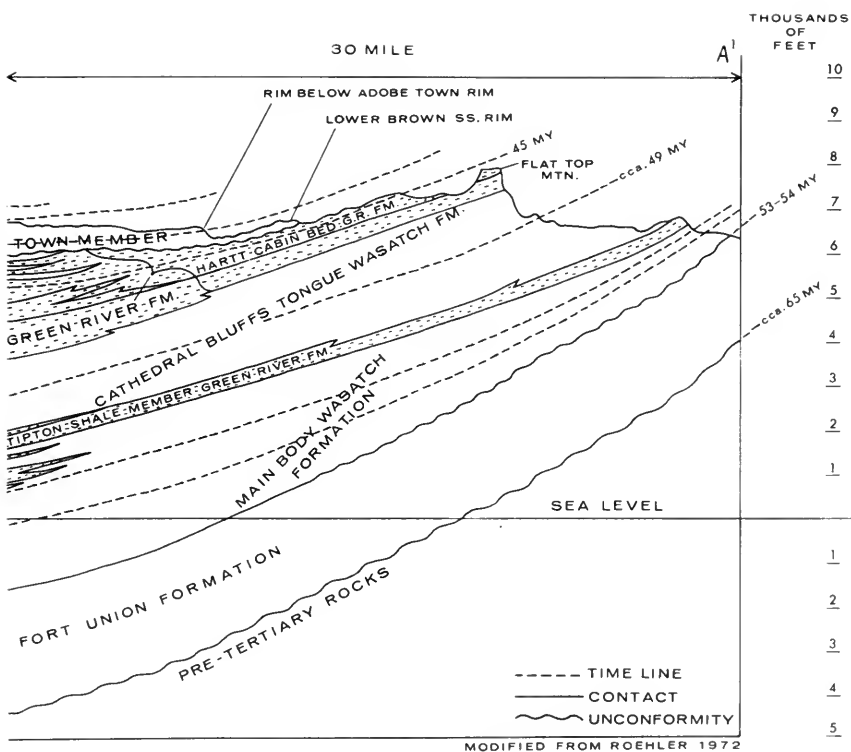 THOUSANDS
OF
FEET
30 MILE
A'
10
9
8
7
6
5
4
3
2
1
1
2
3
4
5
RIM BELOW ADOBE TOWN RIM
LOWER BROWN SS. RIM
45 MY
FLAT TOP
MTN.
cca. 49 MY
53-54 MY
cca. 65 MY
TOWN MEMBER
HARTT CABIN BED G.R. FM.
GREEN RIVER FM.
CATHEDRAL BLUFFS TONGUE WASATCH FM.
TIPTON SHALE MEMBER GREEN RIVER FM.
MAIN BODY WASATCH
FORMATION
SEA LEVEL
FORT UNION FORMATION
PRE-TERTIARY ROCKS
TIME LINE
CONTACT
UNCONFORMITY
MODIFIED FROM ROEHLER 1972